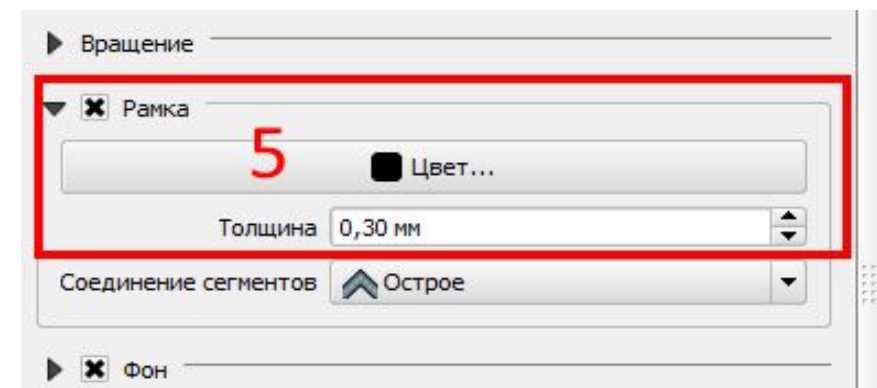 Вращение
Рамка
5
Цвет...
Толщина 0,30 мм
Соединение сегментов Острое
Фон